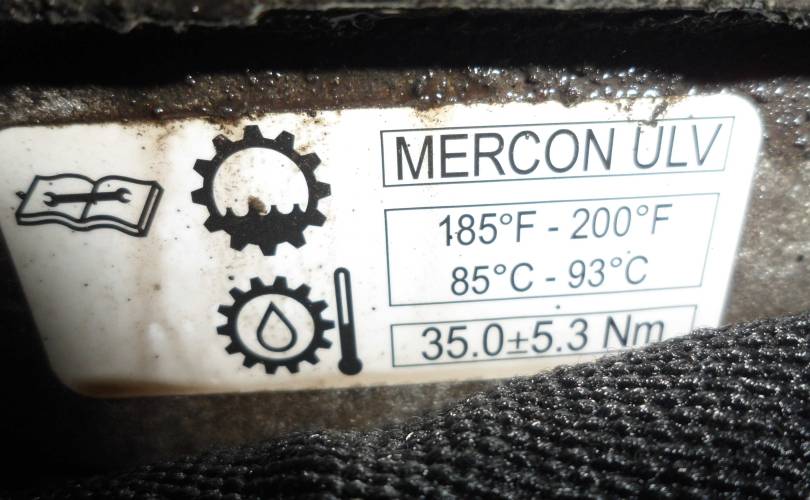 MERCON ULV
185°F - 200°F
85°C - 93°C
35.0±5.3 Nm